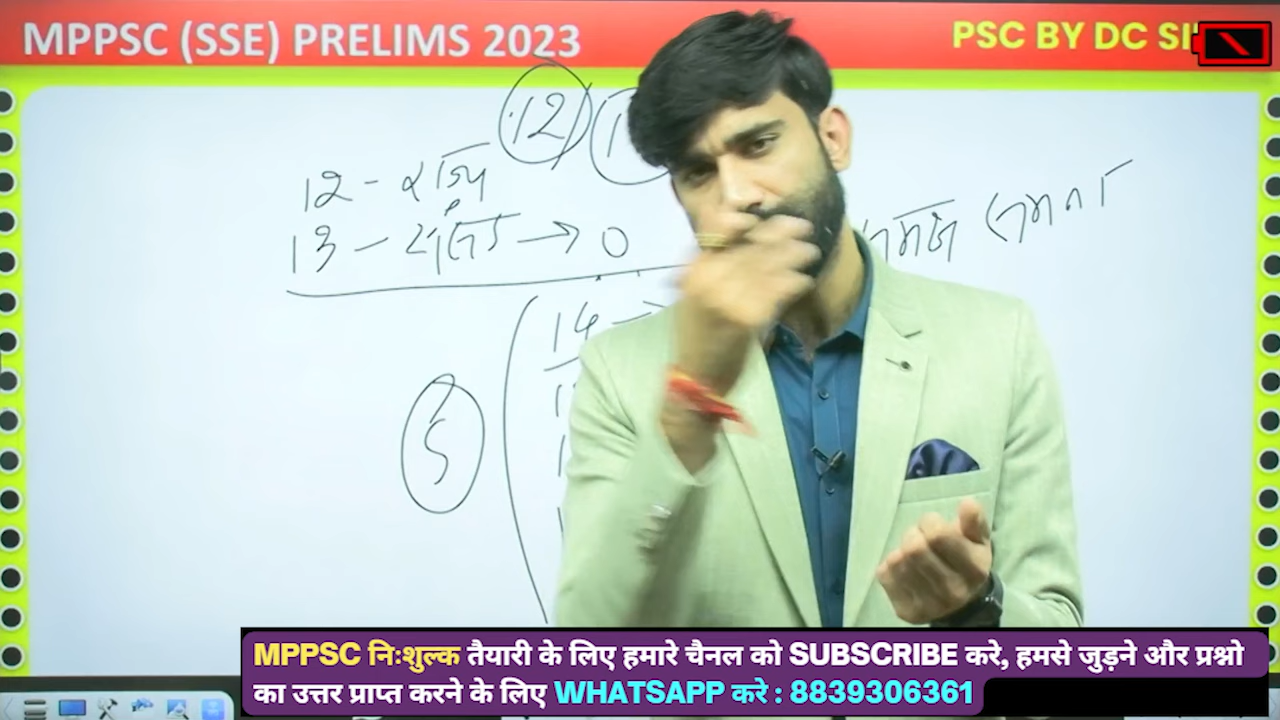 MPPSC (SSE) PRELIMS 2023
PSC BY DC SI
12
12 - राज्य
13 - → 0
14 →
5
MPPSC निःशुल्क तैयारी के लिए हमारे चैनल को SUBSCRIBE करे, हमसे जुड़ने और प्रश्नो
का उत्तर प्राप्त करने के लिए WHATSAPP करे : 8839306361